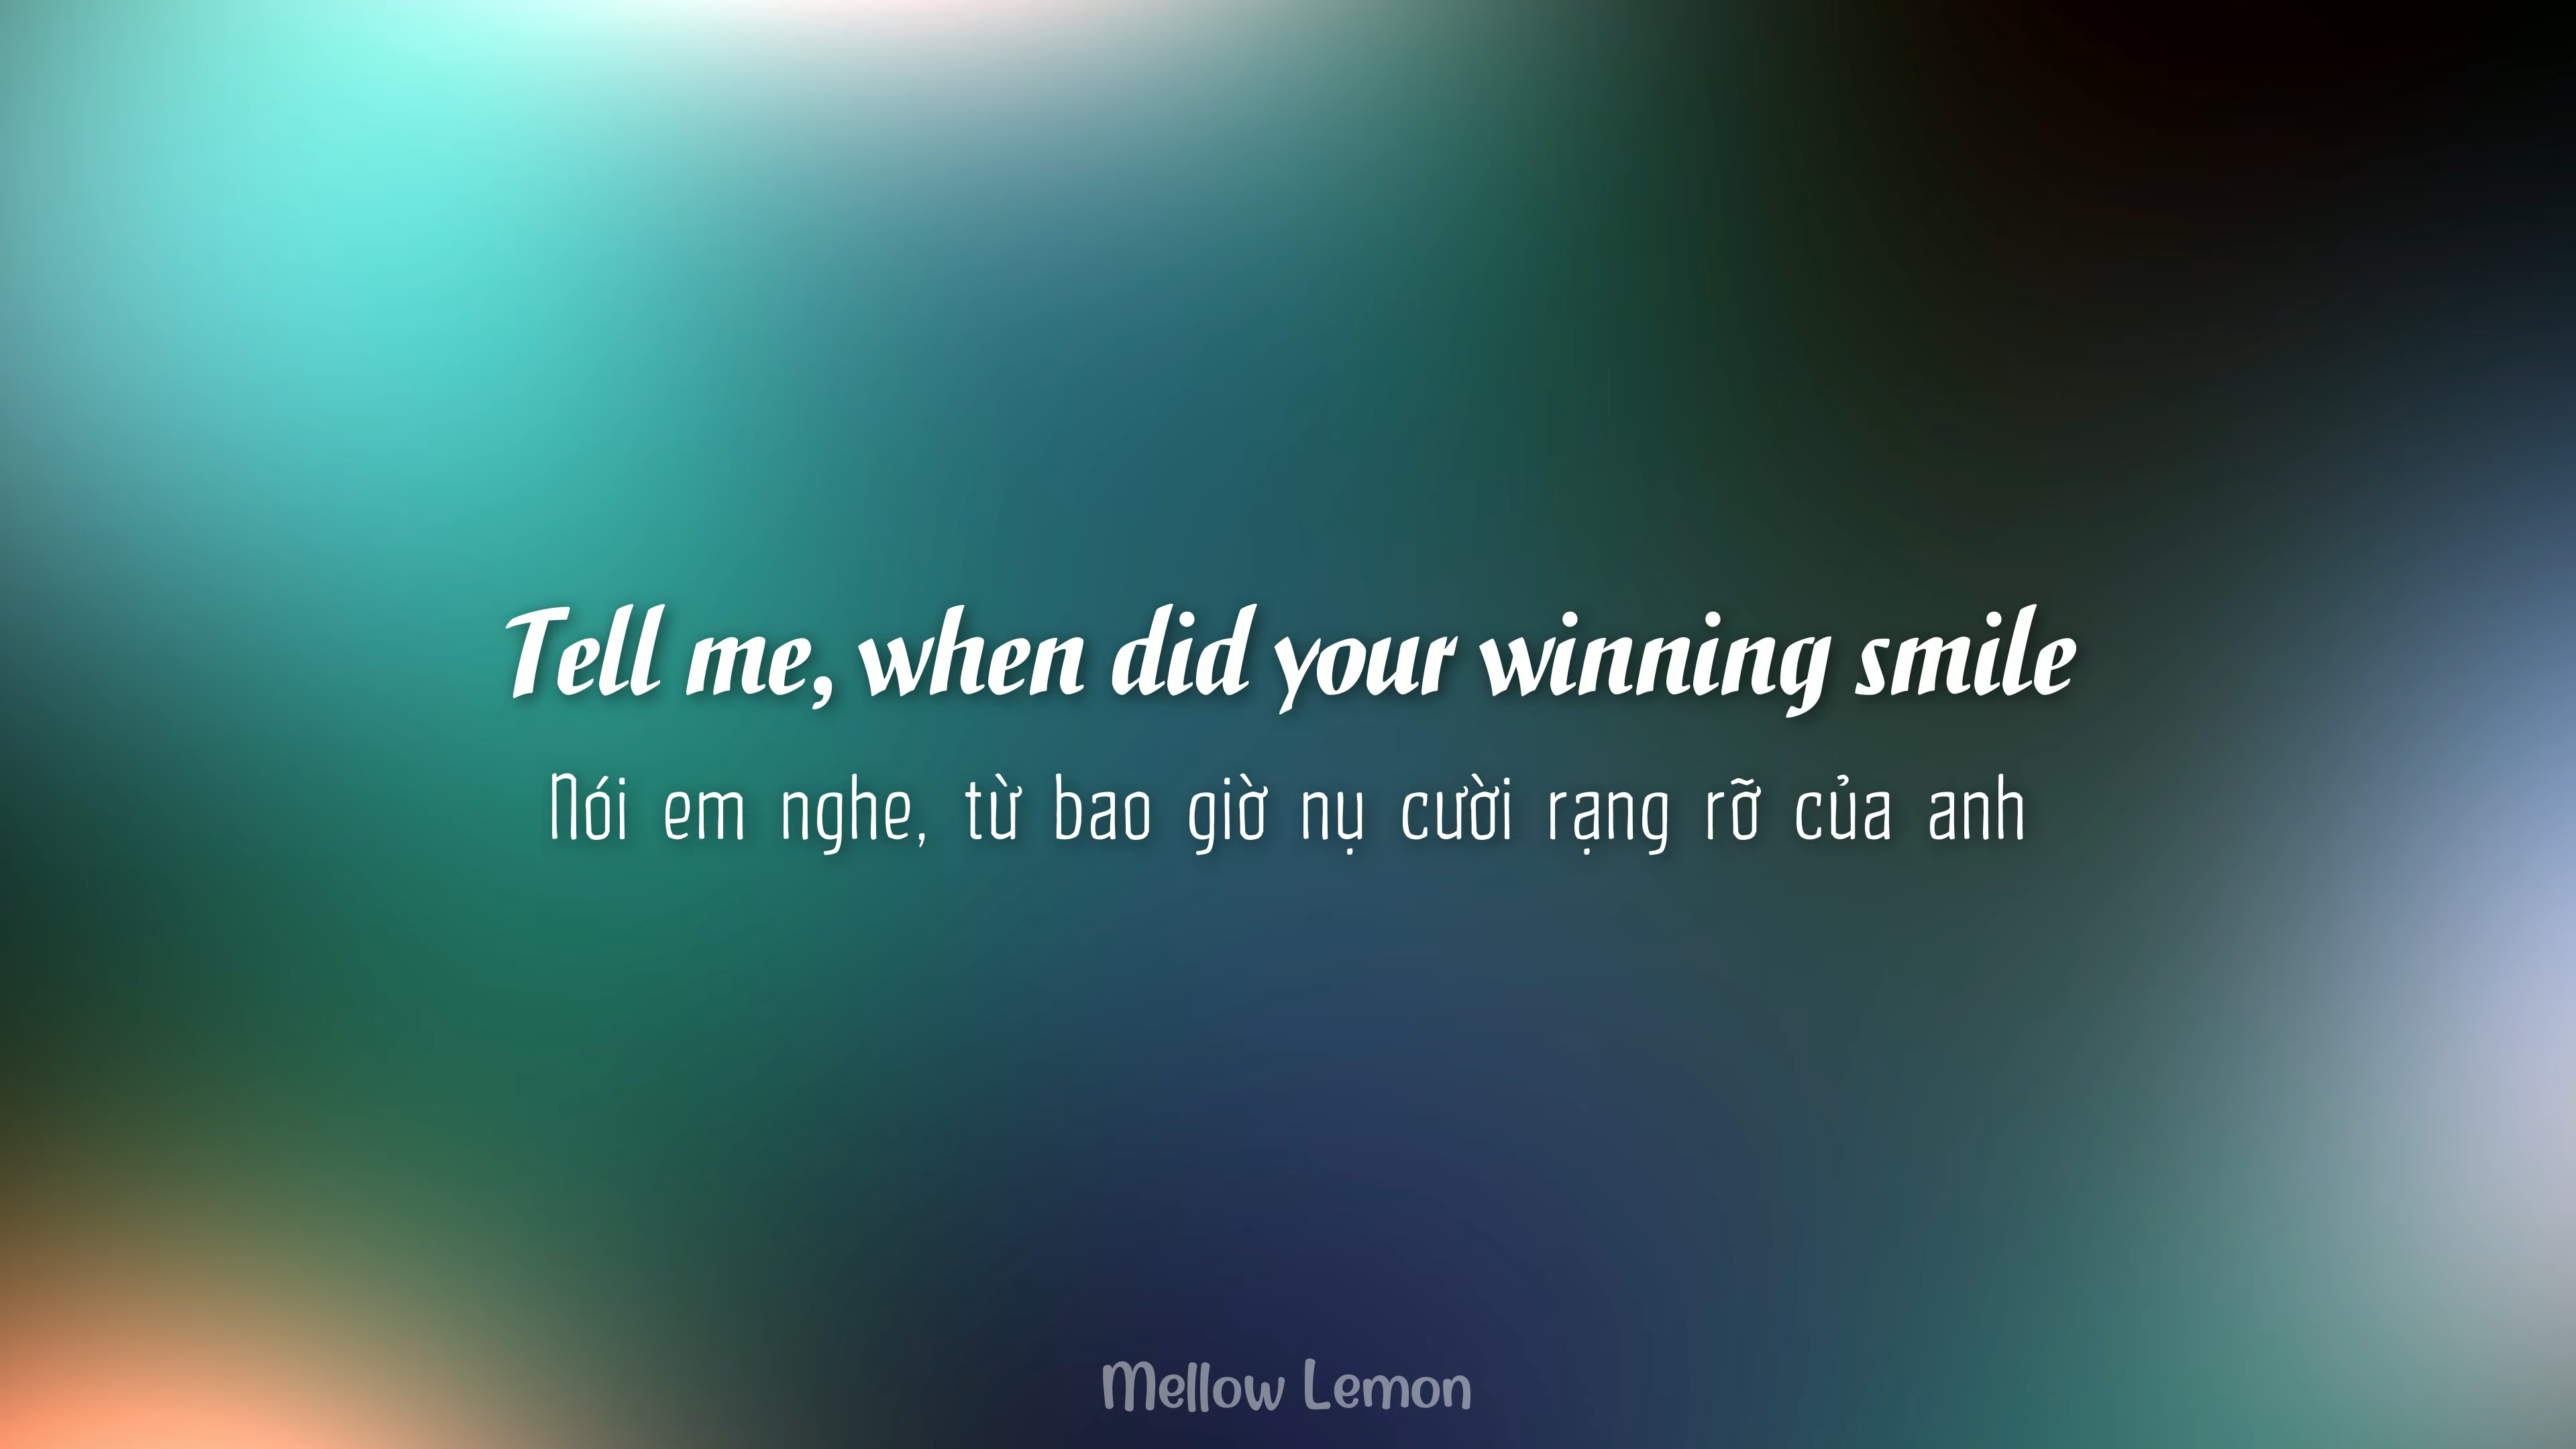 Tell me, when did your winning smile
Nói em nghe, từ bao giờ nụ cười rạng rỡ của anh
Mellow Lemon